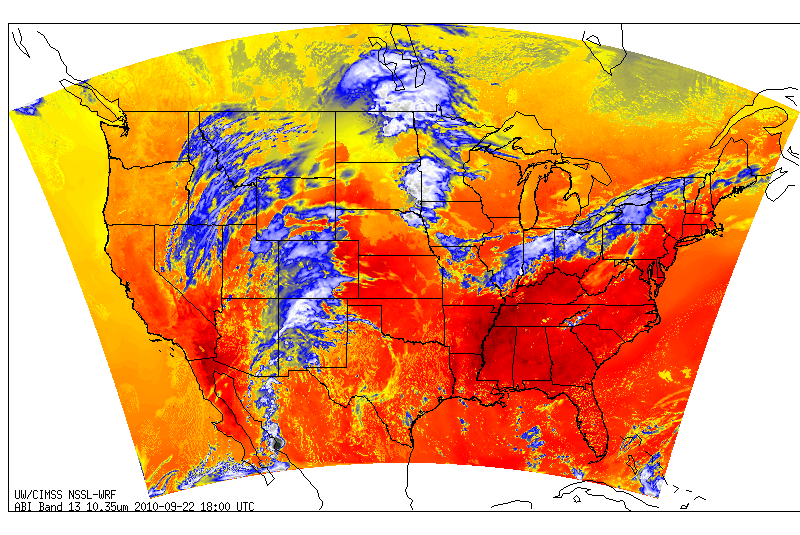 UW/CIMSS NSSL-WRF
ABI Band 13 10.35um 2010-09-22 18:00 UTC